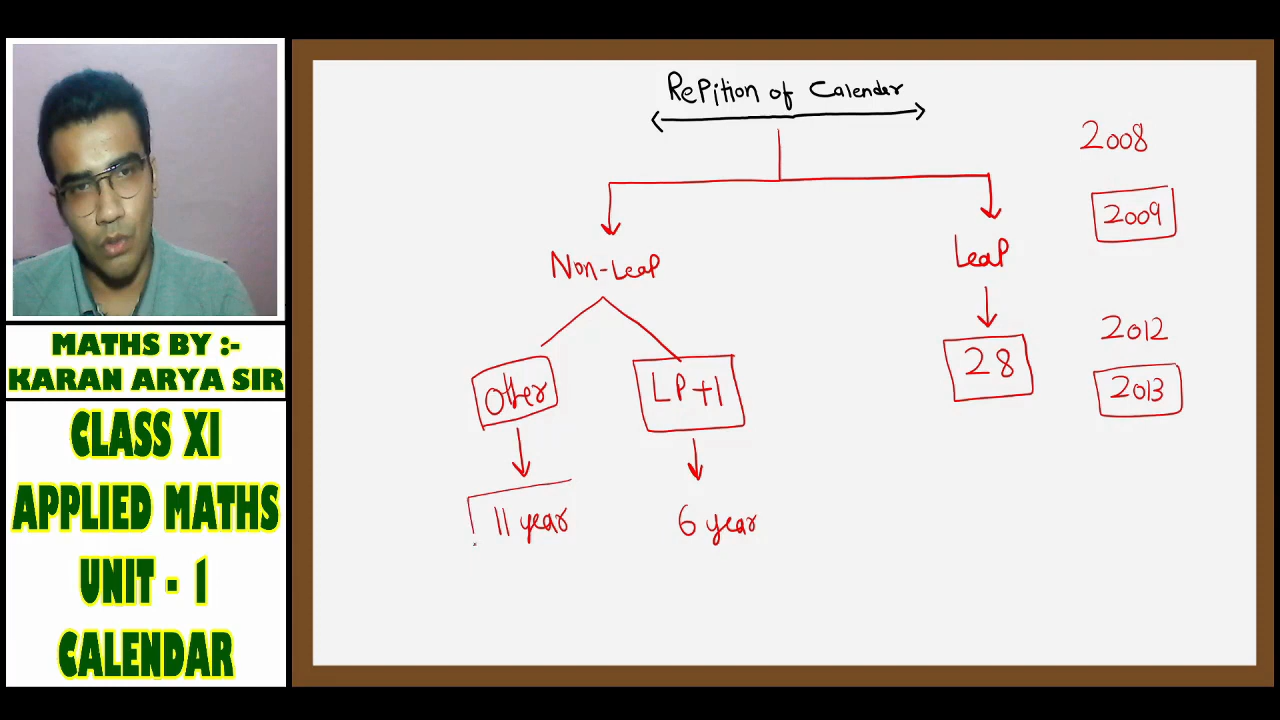 MATHS BY :-
KARAN ARYA SIR
CLASS XI
APPLIED MATHS
UNIT - 1
CALENDAR
RePition of Calender
Non-Leap
Leap
Other
LP+1
28
11 year
6 year
2008
2009
2012
2013